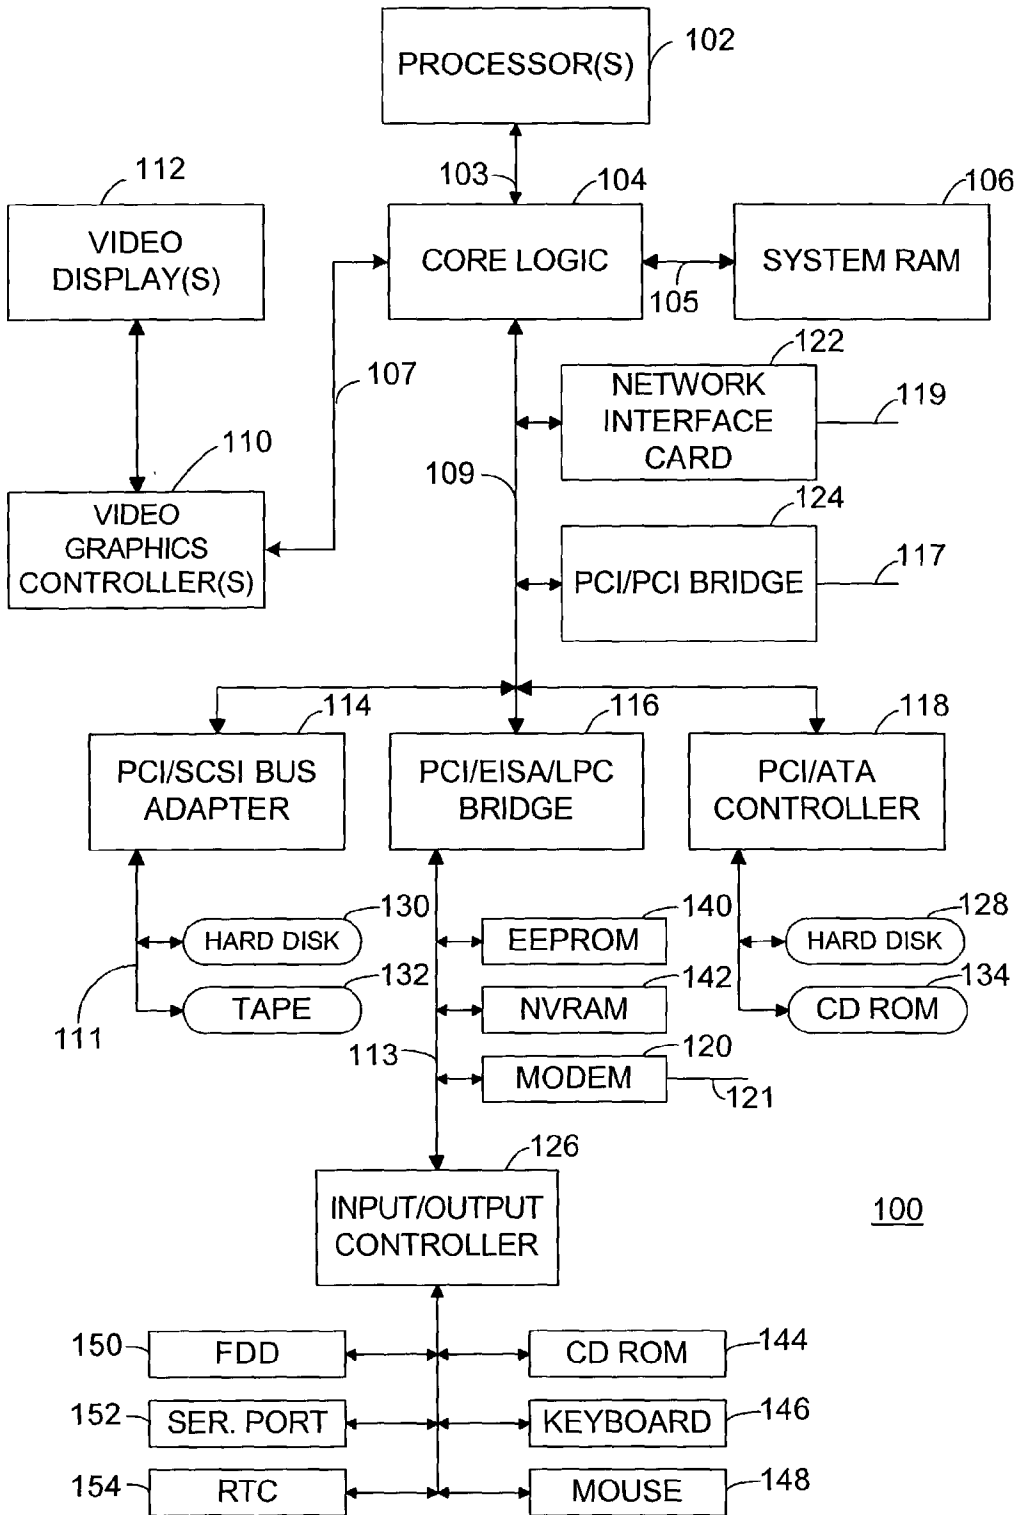 PROCESSOR(S)
102
103
104
106
112
VIDEO
DISPLAY(S)
CORE LOGIC
SYSTEM RAM
105
107
122
NETWORK
INTERFACE
CARD
119
110
109
VIDEO
GRAPHICS
CONTROLLER(S)
124
PCI/PCI BRIDGE
117
114
116
118
PCI/SCSI BUS
ADAPTER
PCI/EISA/LPC
BRIDGE
PCI/ATA
CONTROLLER
130
HARD DISK
140
EEPROM
128
HARD DISK
132
TAPE
142
NVRAM
134
CD ROM
111
113
120
MODEM
121
126
INPUT/OUTPUT
CONTROLLER
100
150
FDD
CD ROM
144
152
SER. PORT
KEYBOARD
146
154
RTC
MOUSE
148